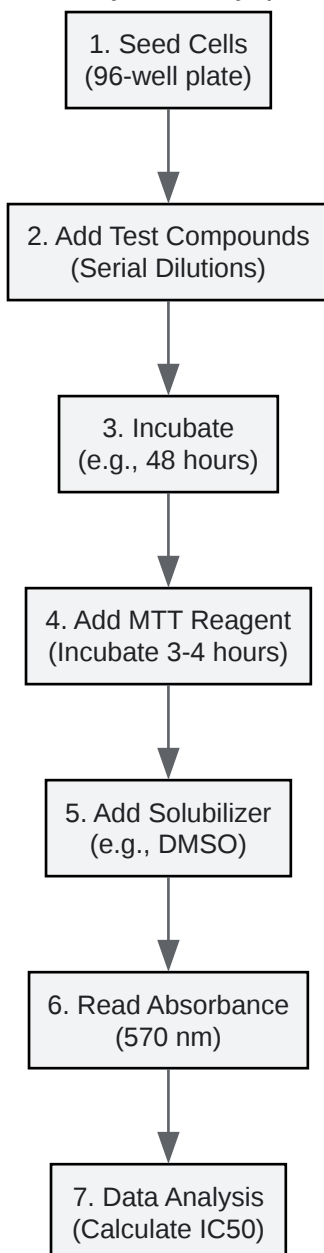 1. Seed Cells
(96-well plate)
2. Add Test Compounds
(Serial Dilutions)
3. Incubate
(e.g., 48 hours)
4. Add MTT Reagent
(Incubate 3-4 hours)
5. Add Solubilizer
(e.g., DMSO)
6. Read Absorbance
(570 nm)
7. Data Analysis
(Calculate IC50)